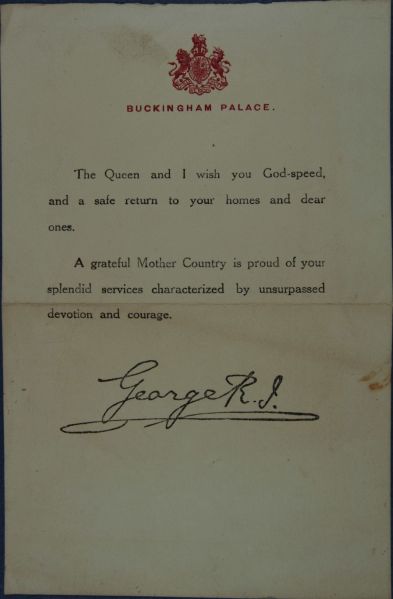 BUCKINGHAM PALACE.
The Queen and I wish you God-speed,
and a safe return to your homes and dear
ones.
A grateful Mother Country is proud of your
splendid services characterized by unsurpassed
devotion and courage.
George R.I.